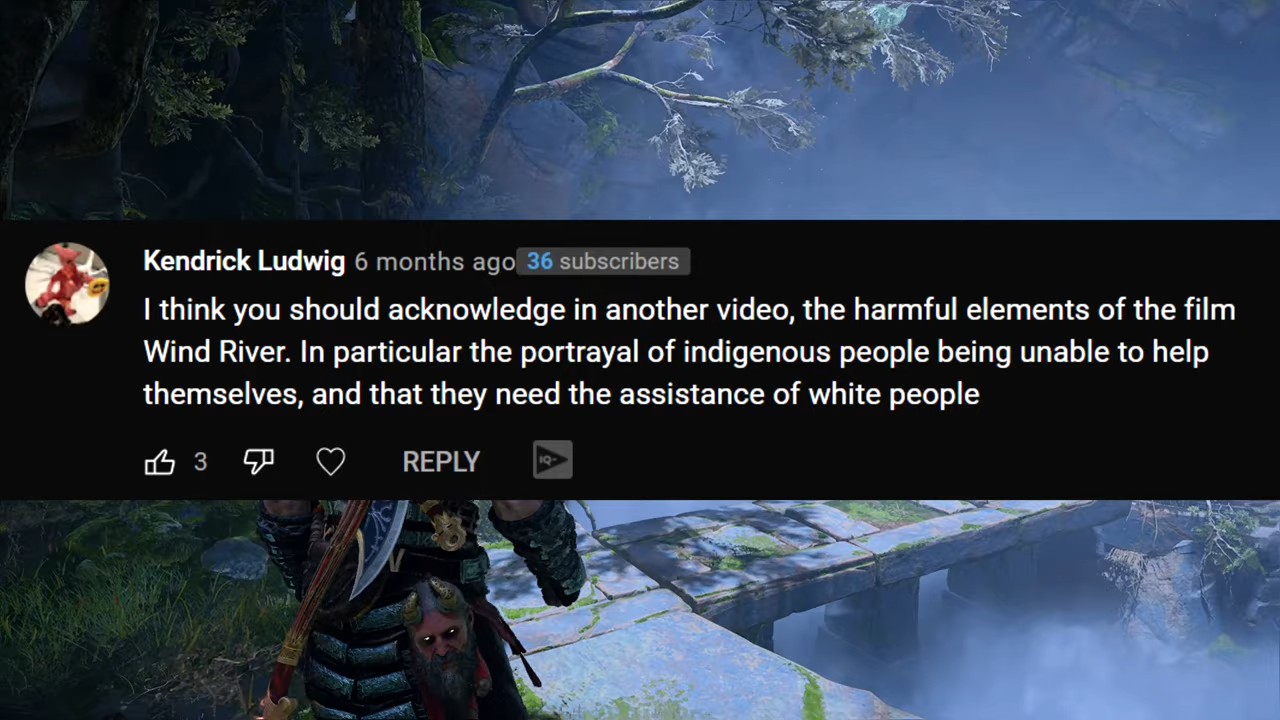 Kendrick Ludwig 6 months ago 36 subscribers
I think you should acknowledge in another video, the harmful elements of the film
Wind River. In particular the portrayal of indigenous people being unable to help
themselves, and that they need the assistance of white people
3 REPLY IQ